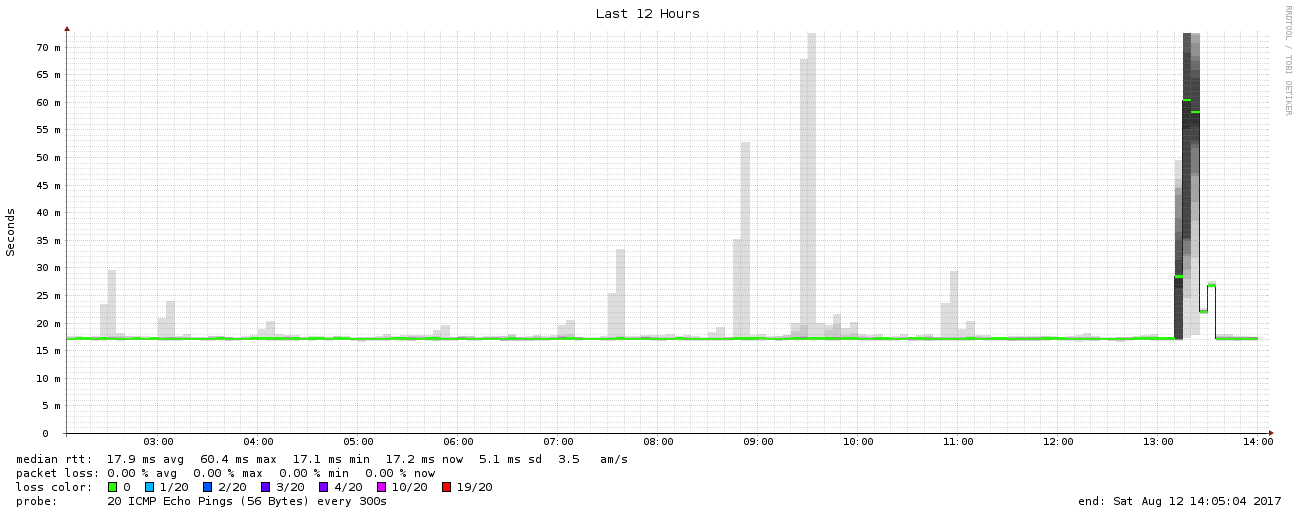 Last 12 Hours
RRDTOOL / TOBI OETIKER
Seconds
70 m
65 m
60 m
55 m
50 m
45 m
40 m
35 m
30 m
25 m
20 m
15 m
10 m
5 m
0
03:00 04:00 05:00 06:00 07:00 08:00 09:00 10:00 11:00 12:00 13:00 14:00
median rtt: 17.9 ms avg 60.4 ms max 17.1 ms min 17.2 ms now 5.1 ms sd 3.5 am/s
packet loss: 0.00 % avg 0.00 % max 0.00 % min 0.00 % now
loss color: 0 1/20 2/20 3/20 4/20 10/20 19/20
probe: 20 ICMP Echo Pings (56 Bytes) every 300s end: Sat Aug 12 14:05:04 2017